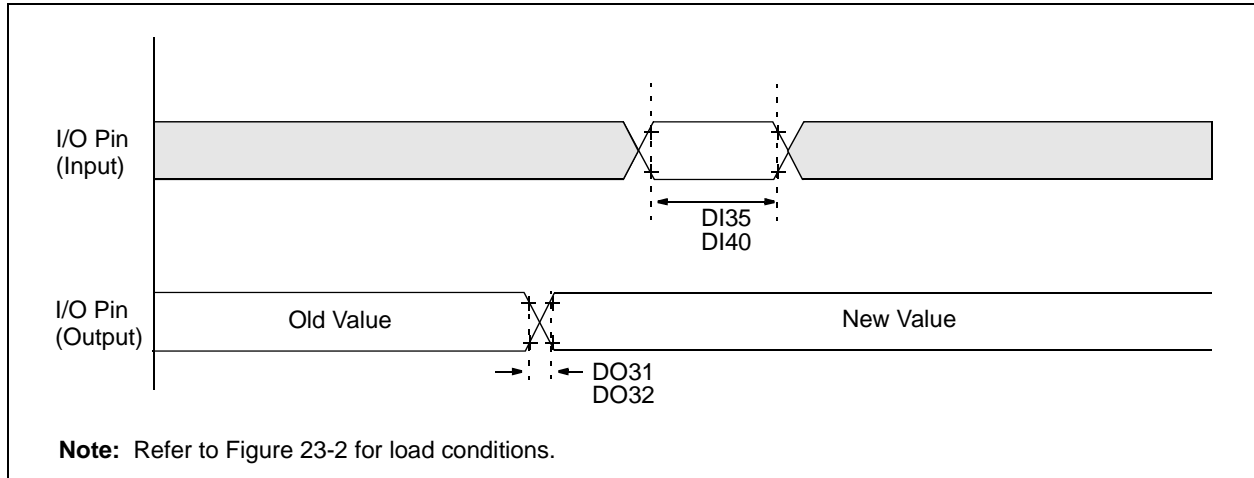 I/O Pin
(Input)
DI35
DI40
I/O Pin
(Output)
Old Value
New Value
DO31
DO32
Note: Refer to Figure 23-2 for load conditions.